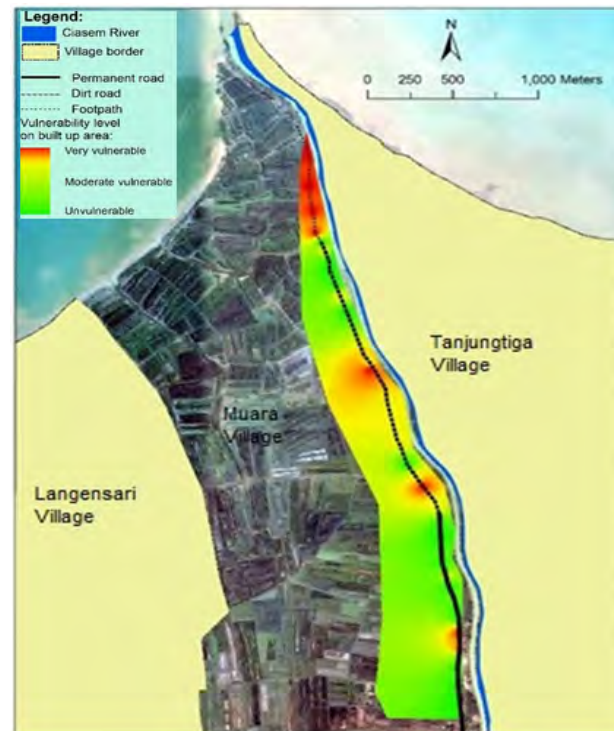 Legend:
Ciasem River
Village border
Permanent road
Dirt road
Footpath
Vulnerability level
on built up area:
Very vulnerable
Moderate vulnerable
Unvulnerable
N
0 250 500 1,000 Meters
Tanjungtiga
Village
Muara
Village
Langensari
Village